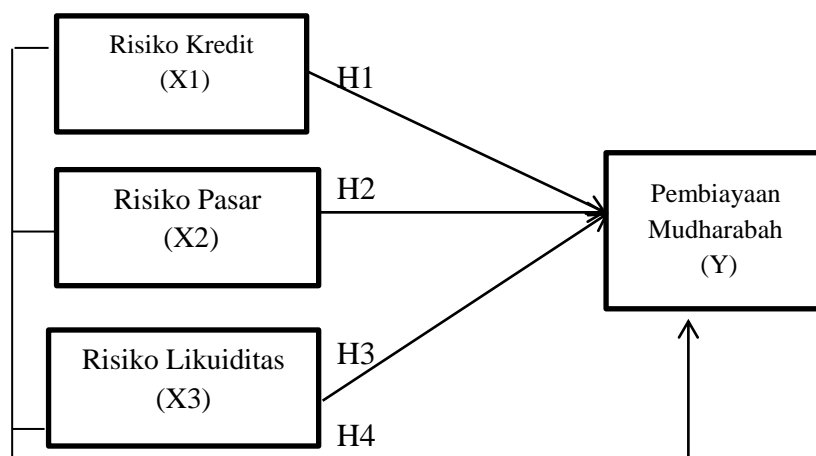 Risiko Kredit
(X1)
H1
Risiko Pasar
(X2)
H2
Pembiayaan
Mudharabah
(Y)
Risiko Likuiditas
(X3)
H3
H4